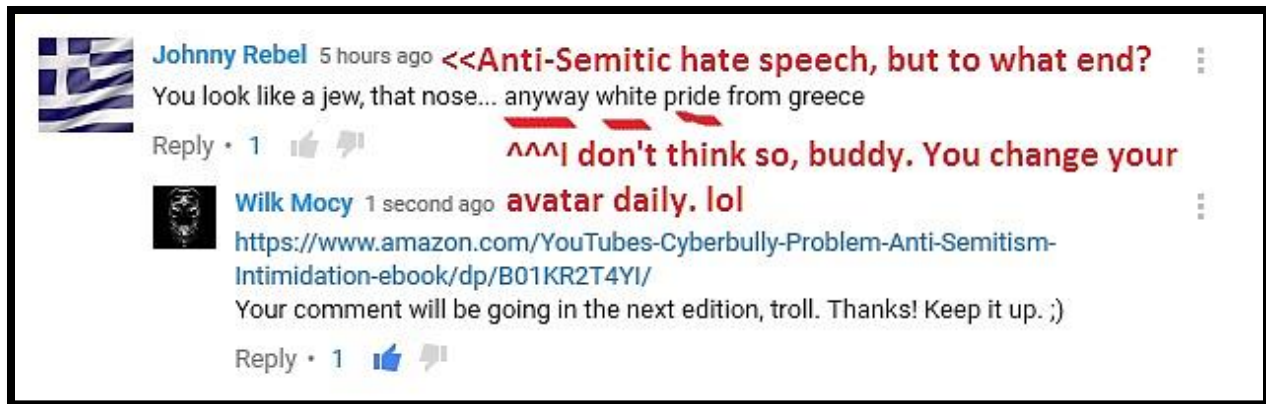 Johnny Rebel 5 hours ago <<Anti-Semitic hate speech, but to what end?
You look like a jew, that nose... anyway white pride from greece
Reply • 1
^^^I don't think so, buddy. You change your
avatar daily. lol
Wilk Mocy 1 second ago
https://www.amazon.com/YouTubes-Cyberbully-Problem-Anti-Semitism-
Intimidation-ebook/dp/B01KR2T4YI/
Your comment will be going in the next edition, troll. Thanks! Keep it up. ;)
Reply • 1